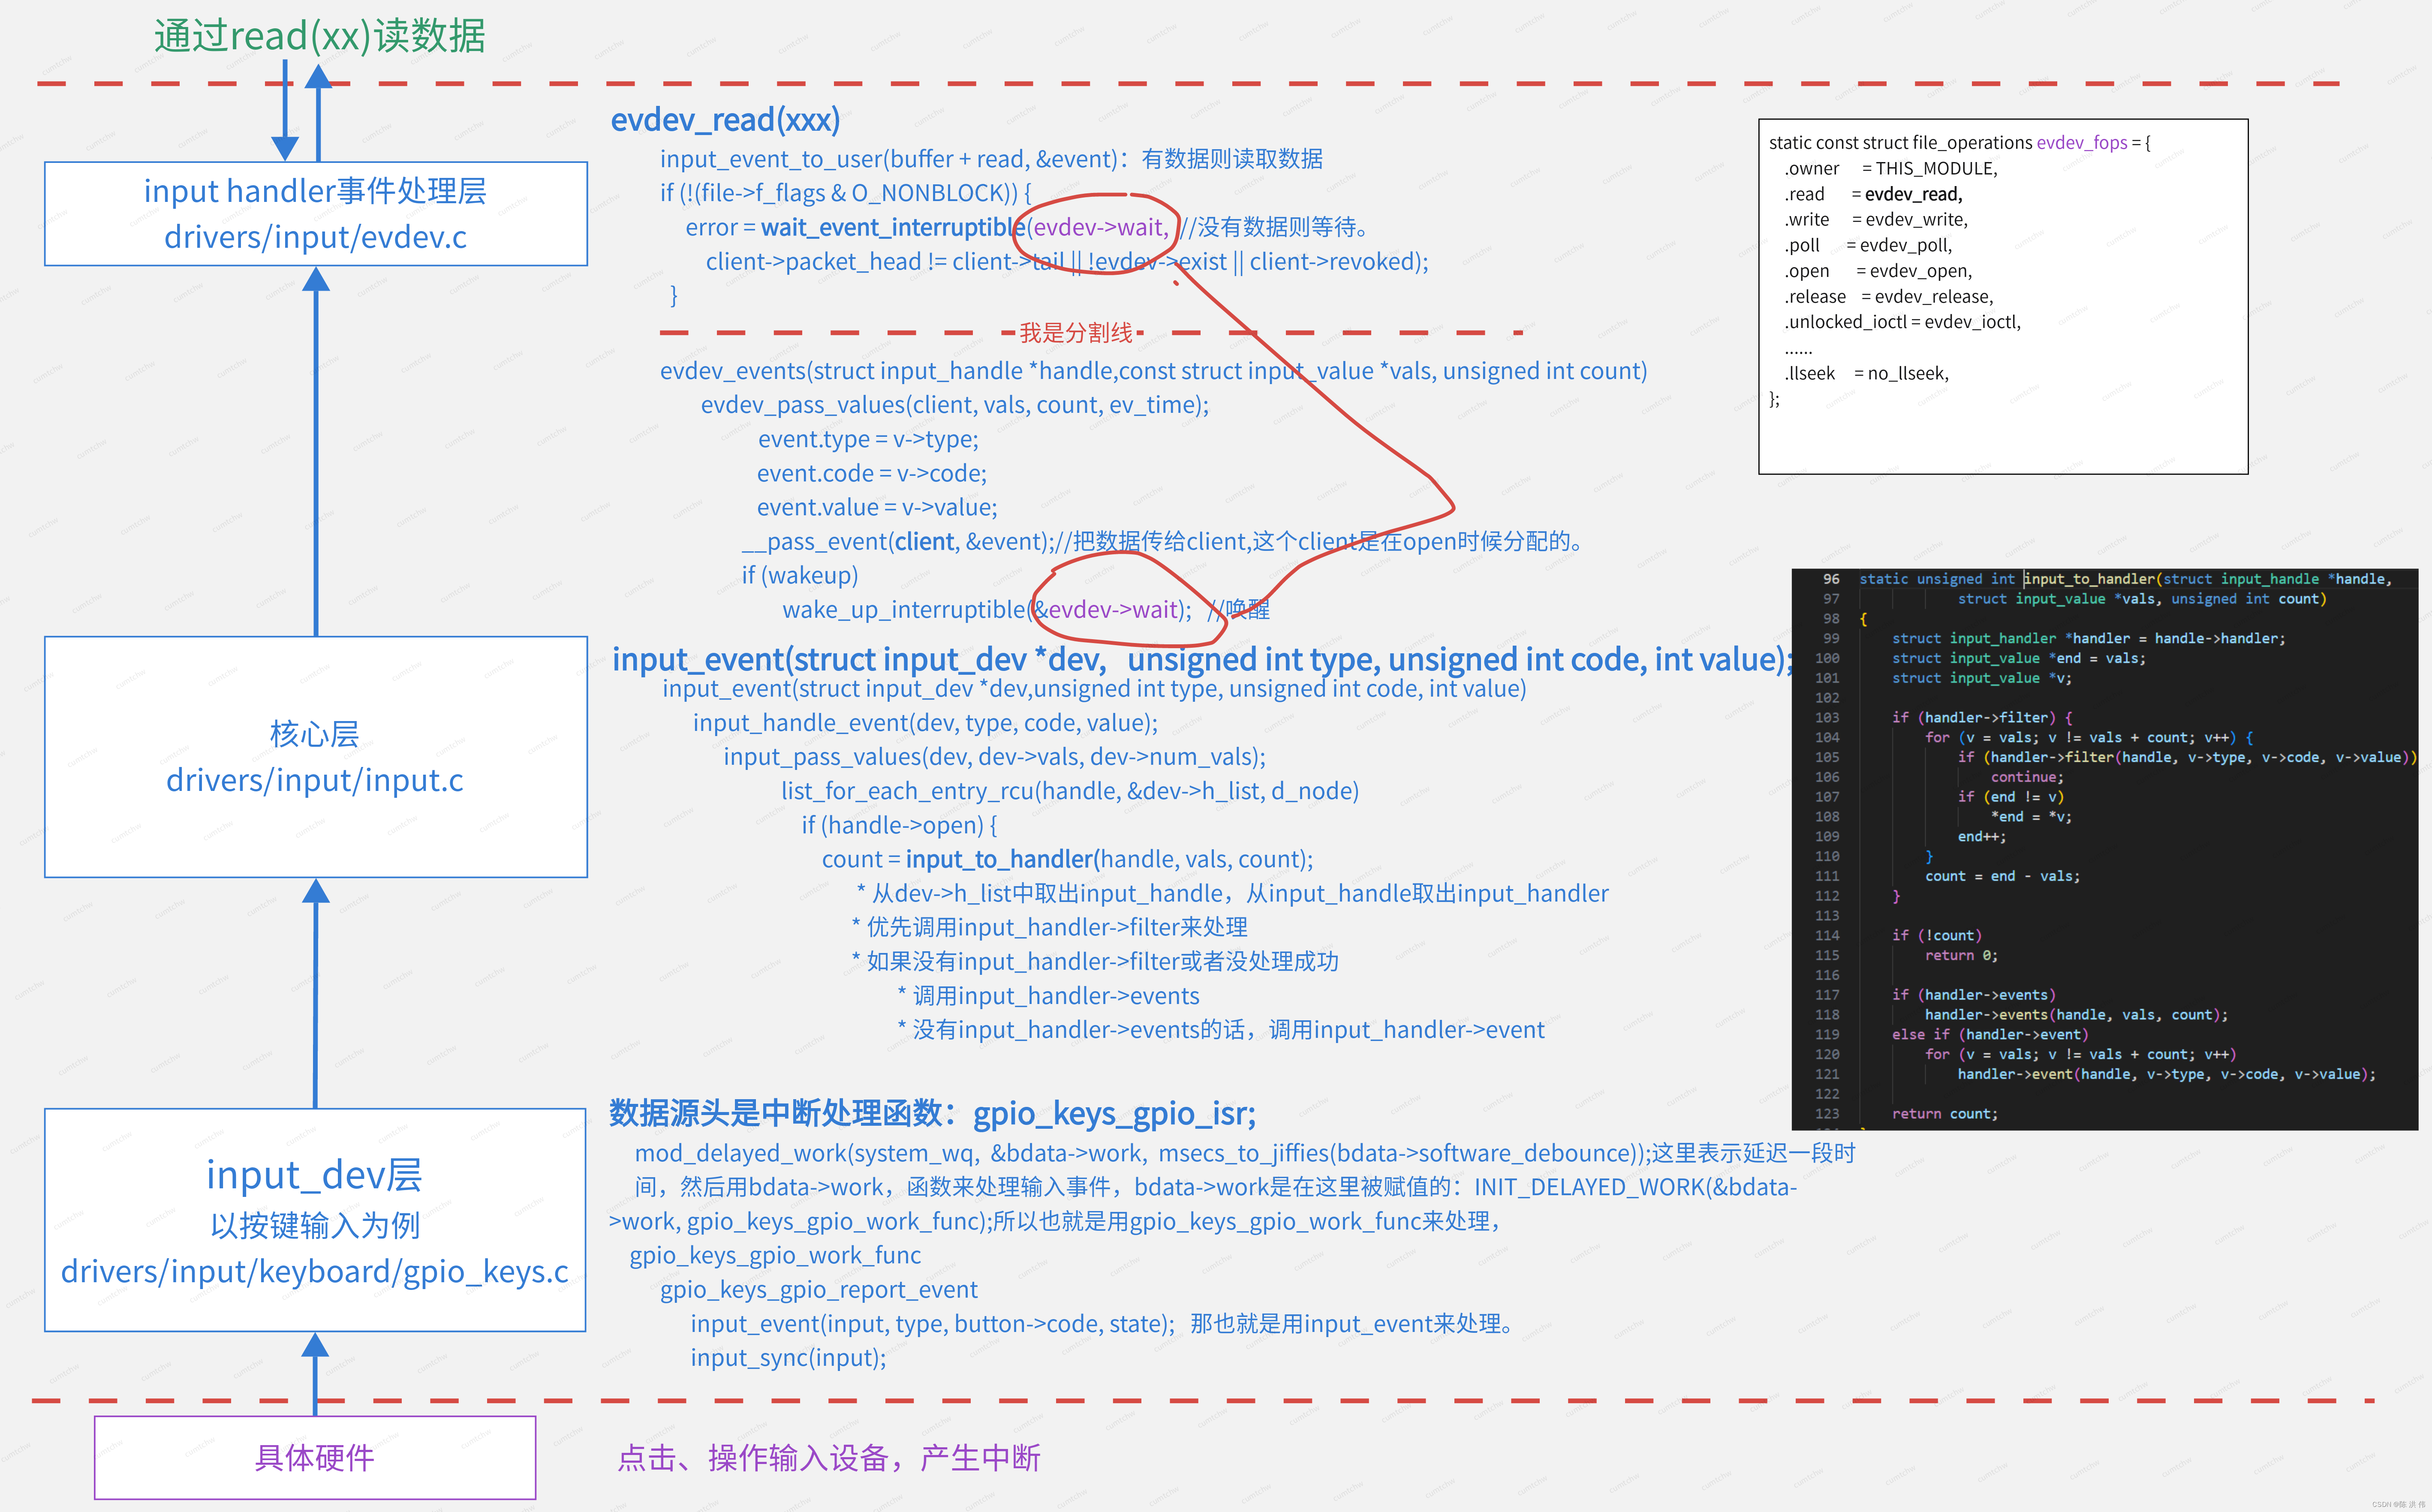 通过read(xx)读数据
input handler事件处理层
drivers/input/evdev.c
核心层
drivers/input/input.c
input_dev层
以按键输入为例
drivers/input/keyboard/gpio_keys.c
具体硬件
evdev_read(xxx)
input_event_to_user(buffer + read, &event)：有数据则读取数据
if (!(file->f_flags & O_NONBLOCK)) {
error = wait_event_interruptible(evdev->wait, //没有数据则等待。
client->packet_head != client->tail || !evdev->exist || client->revoked);
}
我是分割线
evdev_events(struct input_handle *handle,const struct input_value *vals, unsigned int count)
evdev_pass_values(client, vals, count, ev_time);
event.type = v->type;
event.code = v->code;
event.value = v->value;
__pass_event(client, &event);//把数据传给client,这个client是在open时候分配的。
if (wakeup)
wake_up_interruptible(&evdev->wait); //唤醒
input_event(struct input_dev *dev, unsigned int type, unsigned int code, int value);
input_event(struct input_dev *dev,unsigned int type, unsigned int code, int value)
input_handle_event(dev, type, code, value);
input_pass_values(dev, dev->vals, dev->num_vals);
list_for_each_entry_rcu(handle, &dev->h_list, d_node)
if (handle->open) {
count = input_to_handler(handle, vals, count);
* 从dev->h_list中取出input_handle，从input_handle取出input_handler
* 优先调用input_handler->filter来处理
* 如果没有input_handler->filter或者没处理成功
* 调用input_handler->events
* 没有input_handler->events的话，调用input_handler->event
数据源头是中断处理函数：gpio_keys_gpio_isr;
mod_delayed_work(system_wq, &bdata->work, msecs_to_jiffies(bdata->software_debounce));这里表示延迟一段时
间，然后用bdata->work，函数来处理输入事件，bdata->work是在这里被赋值的：INIT_DELAYED_WORK(&bdata-
>work, gpio_keys_gpio_work_func);所以也就是用gpio_keys_gpio_work_func来处理，
gpio_keys_gpio_work_func
gpio_keys_gpio_report_event
input_event(input, type, button->code, state); 那也就是用input_event来处理。
input_sync(input);
点击、操作输入设备，产生中断
static const struct file_operations evdev_fops = {
.owner = THIS_MODULE,
.read = evdev_read,
.write = evdev_write,
.poll = evdev_poll,
.open = evdev_open,
.release = evdev_release,
.unlocked_ioctl = evdev_ioctl,
......
.llseek = no_llseek,
};
96 static unsigned int input_to_handler(struct input_handle *handle,
97 struct input_value *vals, unsigned int count)
98 {
99 struct input_handler *handler = handle->handler;
100 struct input_value *end = vals;
101 struct input_value *v;
102
103 if (handler->filter) {
104 for (v = vals; v != vals + count; v++) {
105 if (handler->filter(handle, v->type, v->code, v->value))
106 continue;
107 if (end != v)
108 *end = *v;
109 end++;
110 }
111 count = end - vals;
112 }
113
114 if (!count)
115 return 0;
116
117 if (handler->events)
118 handler->events(handle, vals, count);
119 else if (handler->event)
120 for (v = vals; v != vals + count; v++)
121 handler->event(handle, v->type, v->code, v->value);
122
123 return count;
CSDN @陈 洪 伟